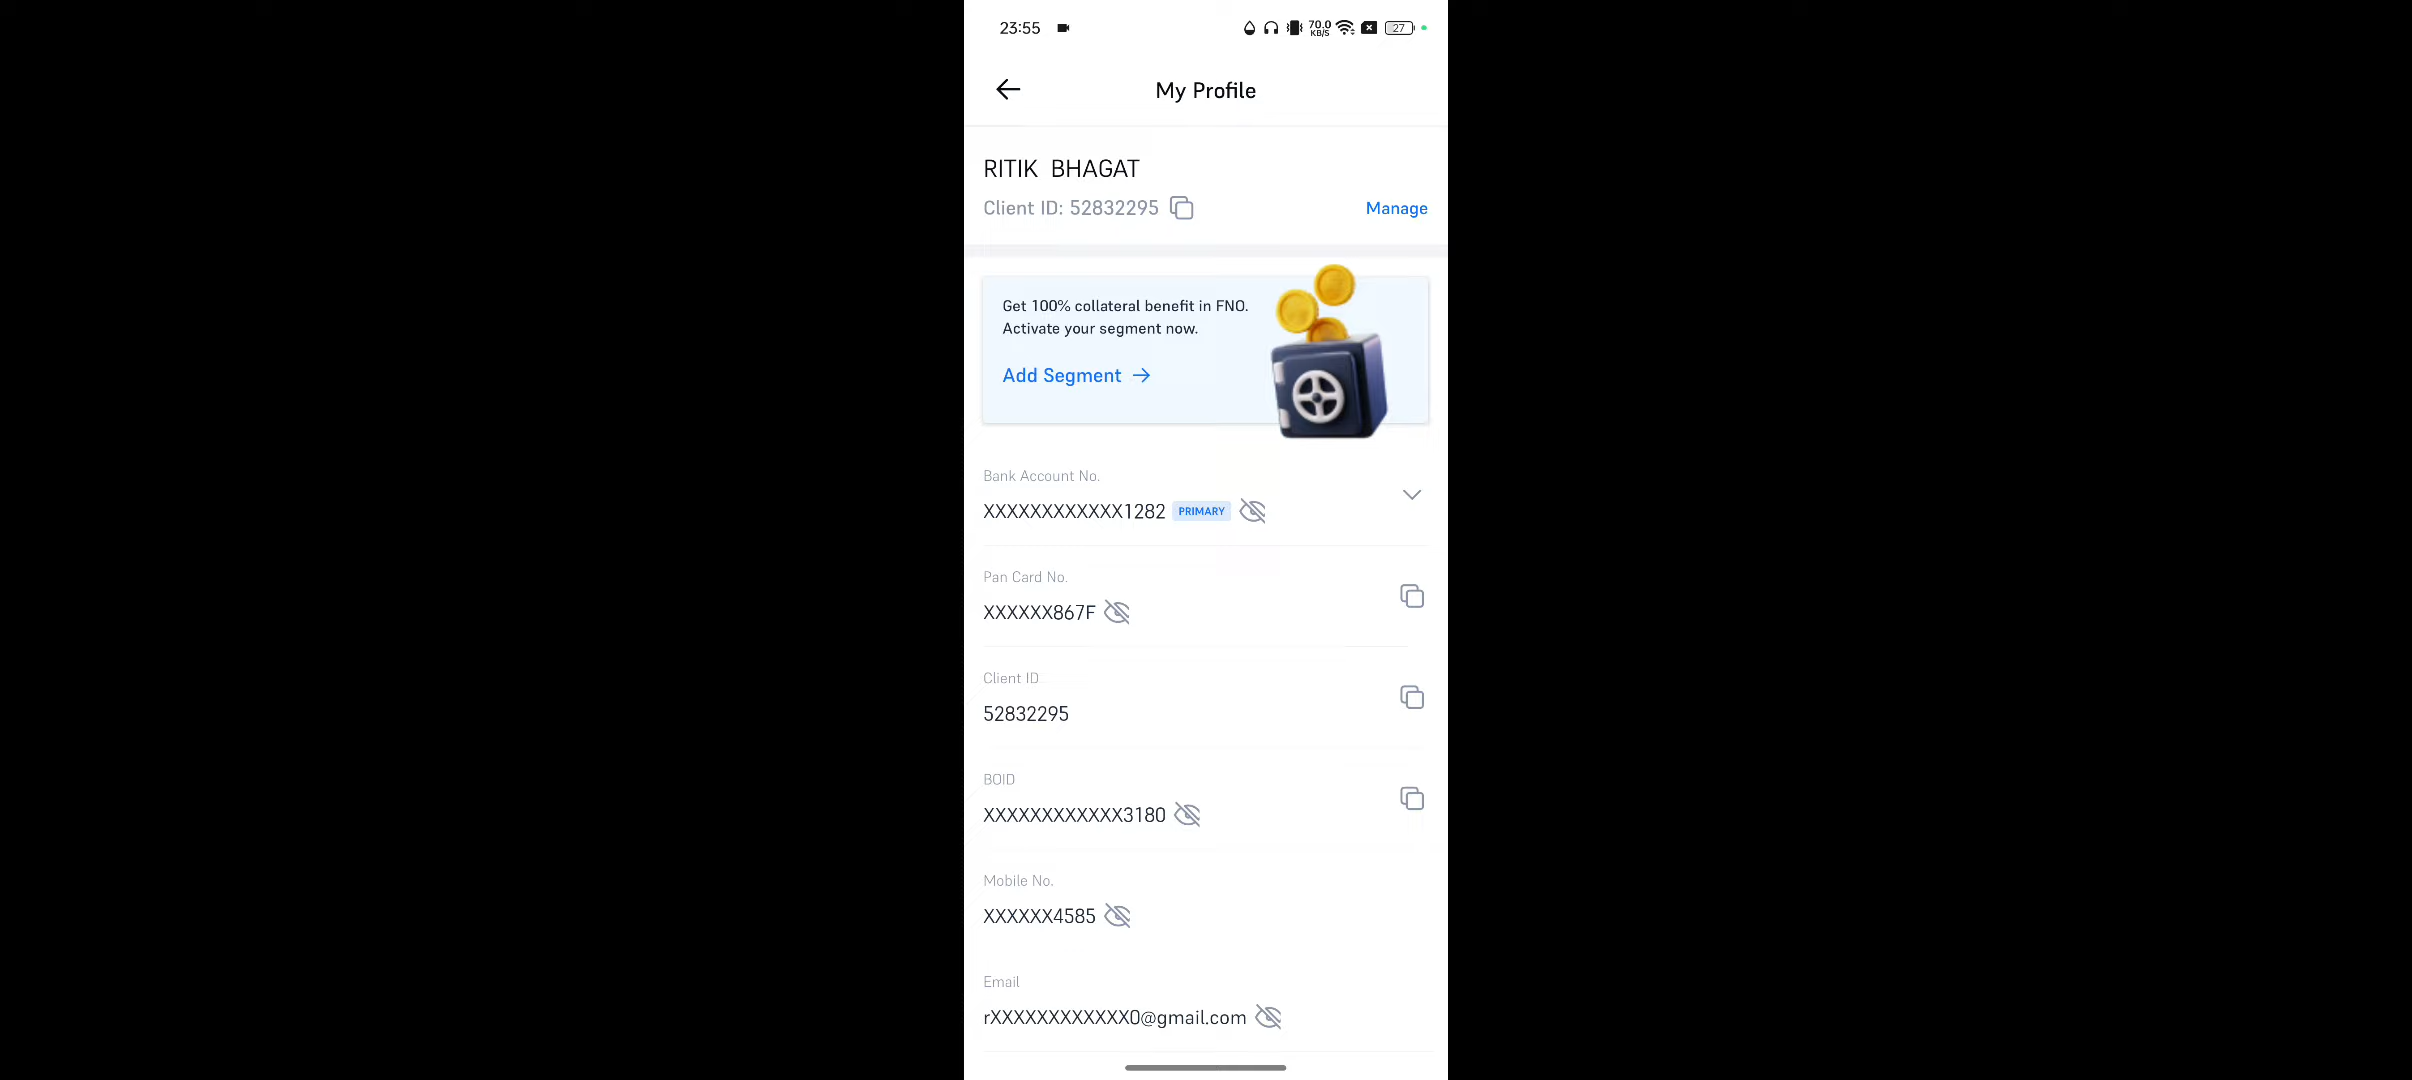 23:55
70.0
KB/S
27
My Profile
RITIK BHAGAT
Client ID: 52832295
Manage
Get 100% collateral benefit in FNO.
Activate your segment now.
Add Segment →
Bank Account No.
XXXXXXXXXXXX1282 PRIMARY
Pan Card No.
XXXXXX867F
Client ID
52832295
BOID
XXXXXXXXXXXX3180
Mobile No.
XXXXXX4585
Email
rXXXXXXXXXXXX0@gmail.com